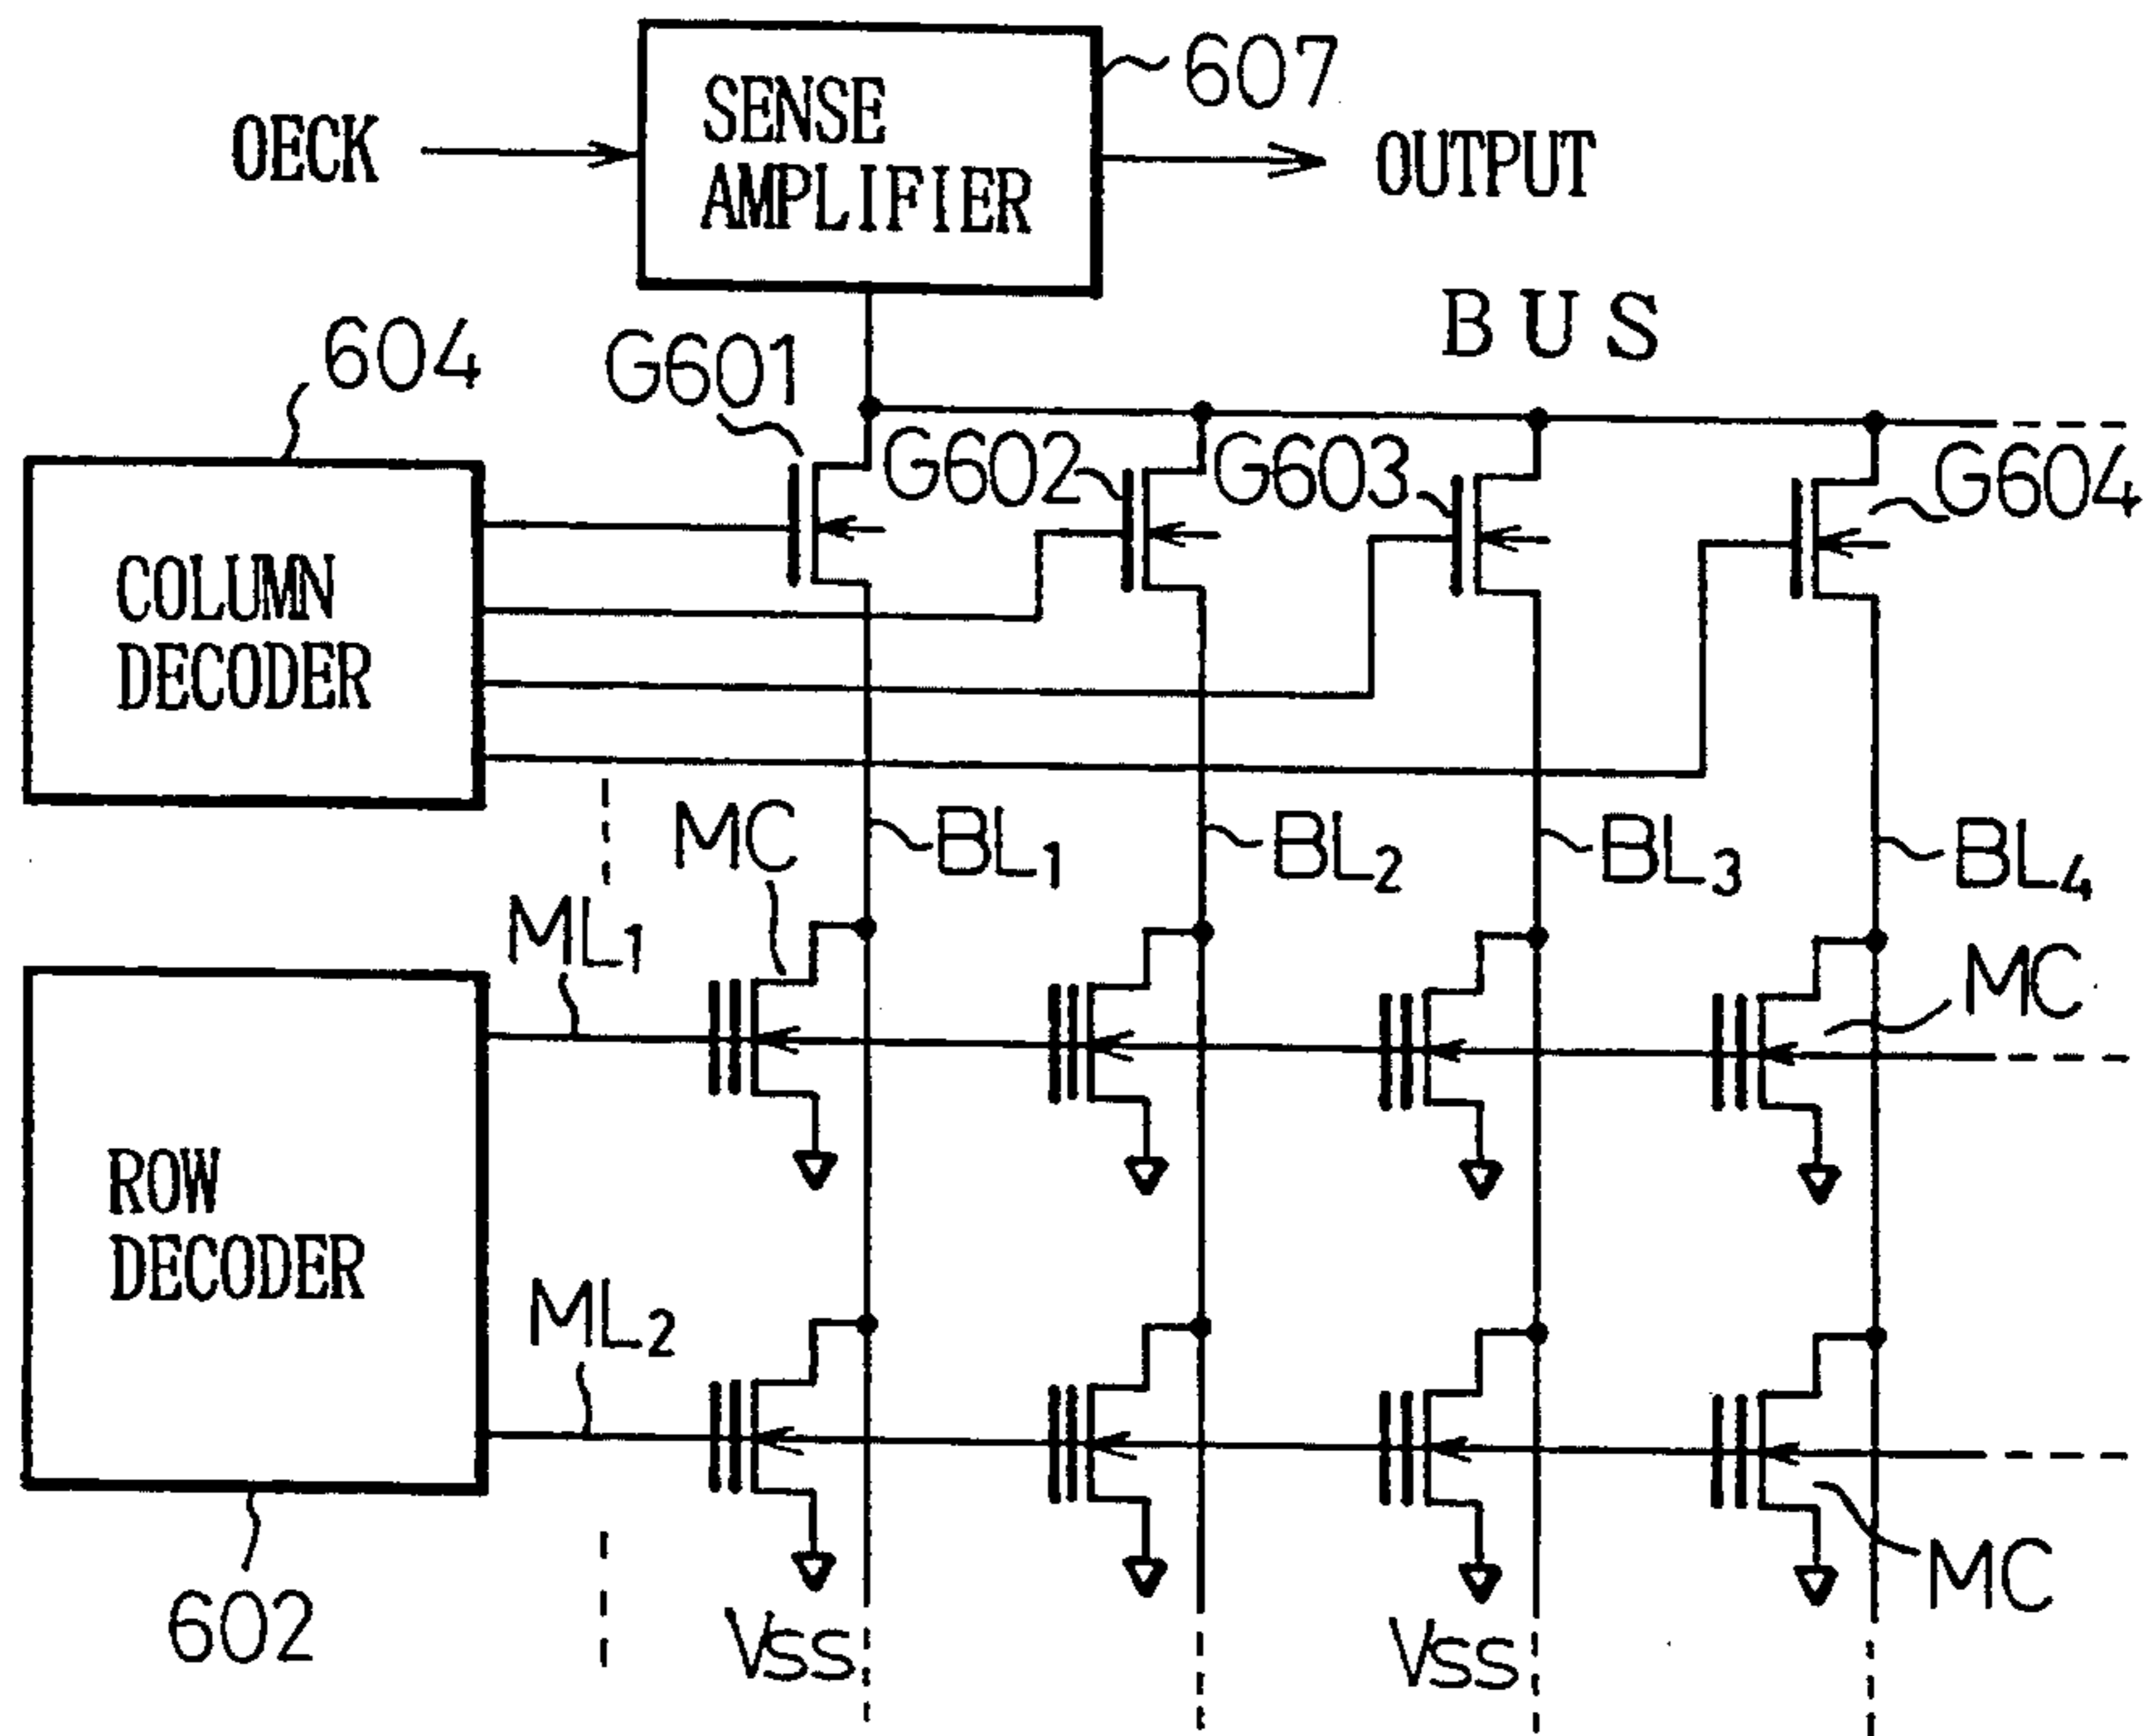 607
OECK
SENSE
AMPLIFIER
OUTPUT
BUS
604
G601
G602
G603
G604
COLUMN
DECODER
MC
BL1
BL2
BL3
BL4
ML1
MC
ROW
DECODER
ML2
MC
602
VSS
VSS